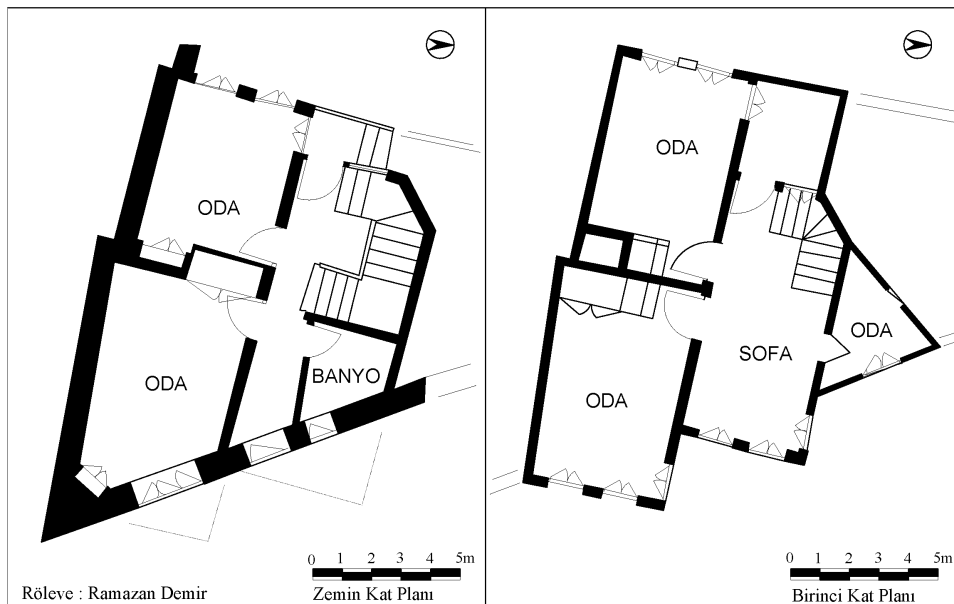 ODA
ODA
BANYO
0 1 2 3 4 5m
Röleve : Ramazan Demir
Zemin Kat Planı
ODA
ODA
SOFA
ODA
0 1 2 3 4 5m
Birinci Kat Planı